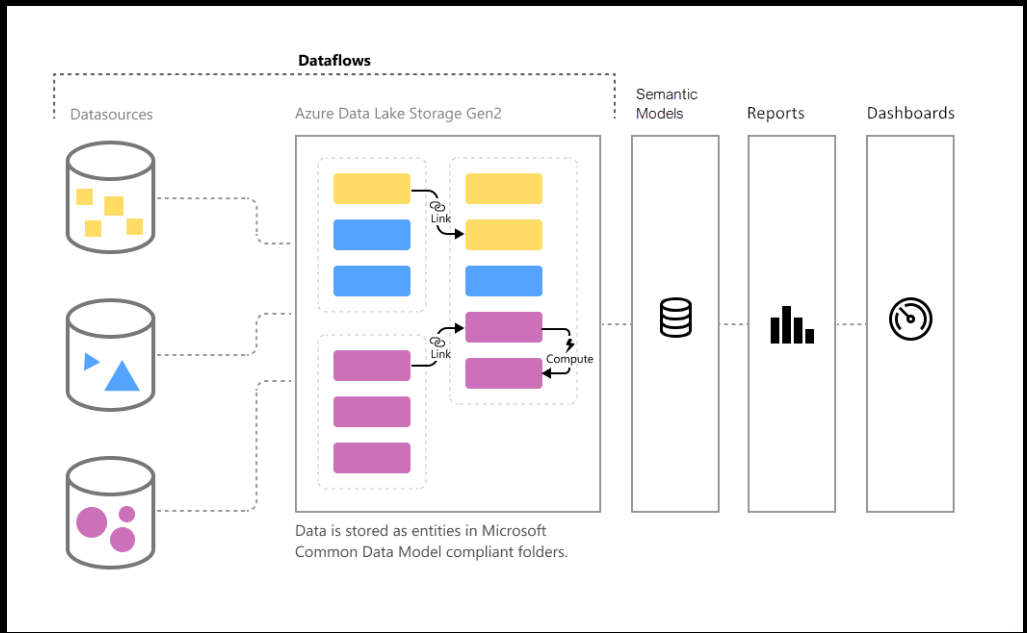 Dataflows
Datasources
Azure Data Lake Storage Gen2
Semantic
Models
Reports
Dashboards
Link
Link
Compute
Data is stored as entities in Microsoft
Common Data Model compliant folders.